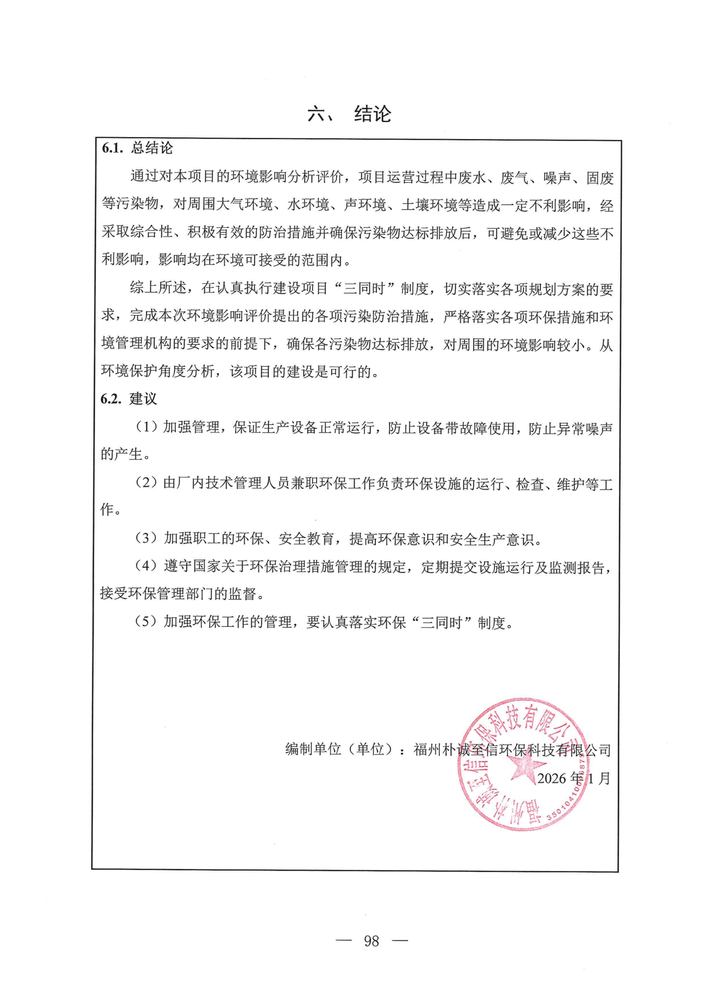 六、 结论
6.1. 总结论
通过对本项目的环境影响分析评价，项目运营过程中废水、废气、噪声、固废
等污染物，对周围大气环境、水环境、声环境、土壤环境等造成一定不利影响，经
采取综合性、积极有效的防治措施并确保污染物达标排放后，可避免或减少这些不
利影响，影响均在环境可接受的范围内。
综上所述，在认真执行建设项目“三同时”制度，切实落实各项规划方案的要
求，完成本次环境影响评价提出的各项污染防治措施，严格落实各项环保措施和环
境管理机构的要求的前提下，确保各污染物达标排放，对周围的环境影响较小。从
环境保护角度分析，该项目的建设是可行的。
6.2. 建议
（1）加强管理，保证生产设备正常运行，防止设备带故障使用，防止异常噪声
的产生。
（2）由厂内技术管理人员兼职环保工作负责环保设施的运行、检查、维护等工
作。
（3）加强职工的环保、安全教育，提高环保意识和安全生产意识。
（4）遵守国家关于环保治理措施管理的规定，定期提交设施运行及监测报告，
接受环保管理部门的监督。
（5）加强环保工作的管理，要认真落实环保“三同时”制度。
编制单位（单位）：福州朴诚至信环保科技有限公司
2026 年 1 月
福州朴诚至信环保科技有限公司
— 98 —